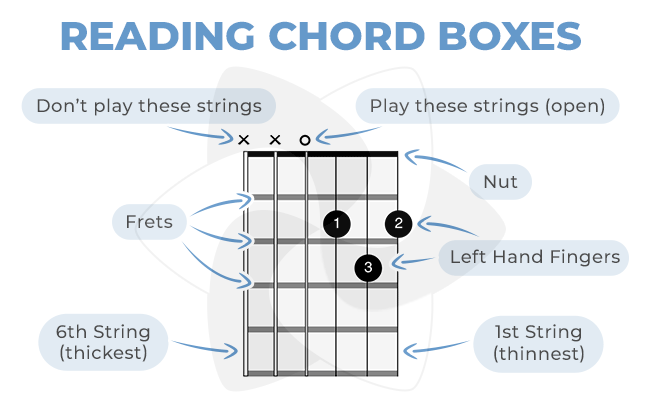 READING CHORD BOXES
Don't play these strings
Play these strings (open)
× × o
Nut
Frets
1
2
3
Left Hand Fingers
6th String
(thickest)
1st String
(thinnest)